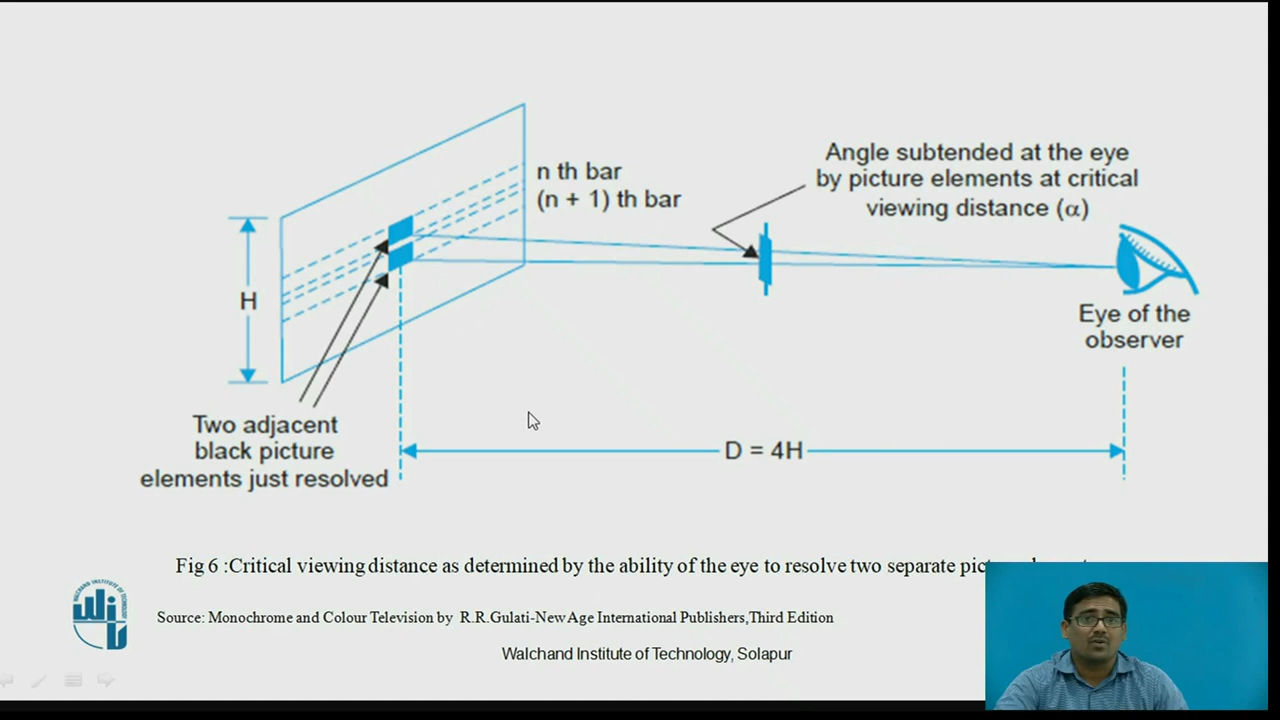 n th bar
(n + 1) th bar
Angle subtended at the eye
by picture elements at critical
viewing distance (α)
H
Eye of the
observer
Two adjacent
black picture
elements just resolved
D = 4H
Fig 6 :Critical viewing distance as determined by the ability of the eye to resolve two separate
Source: Monochrome and Colour Television by R.R.Gulati-New Age International Publishers,Third Edition
Walchand Institute of Technology, Solapur